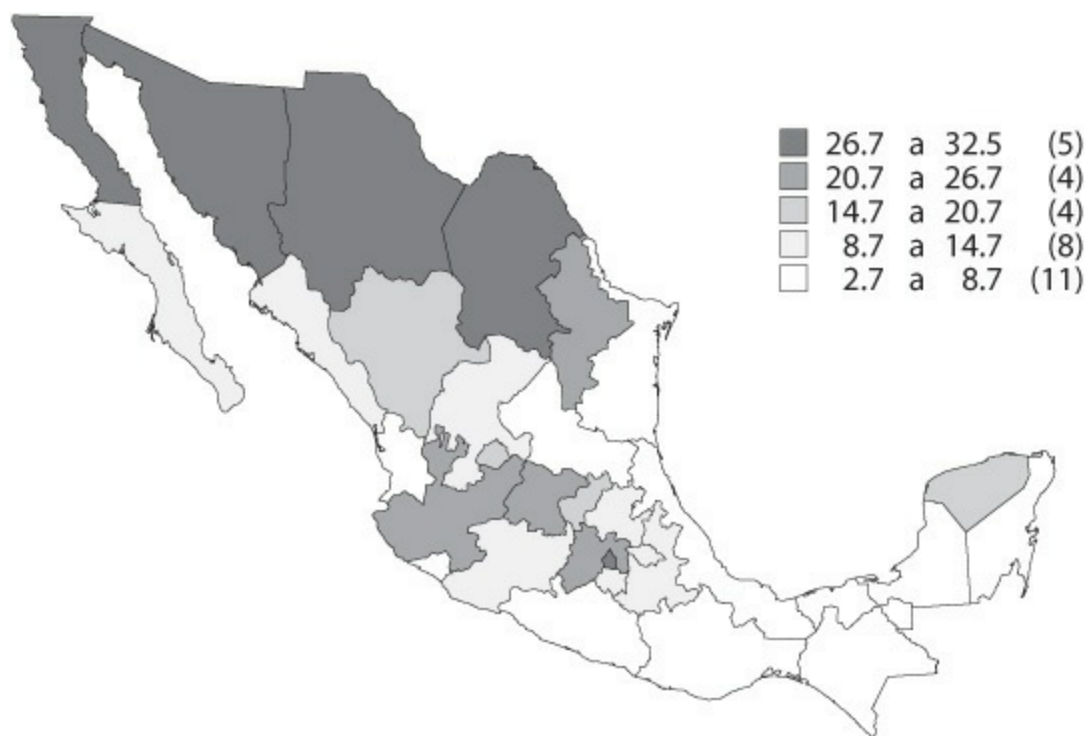 26.7 a 32.5 (5)
20.7 a 26.7 (4)
14.7 a 20.7 (4)
8.7 a 14.7 (8)
2.7 a 8.7 (11)